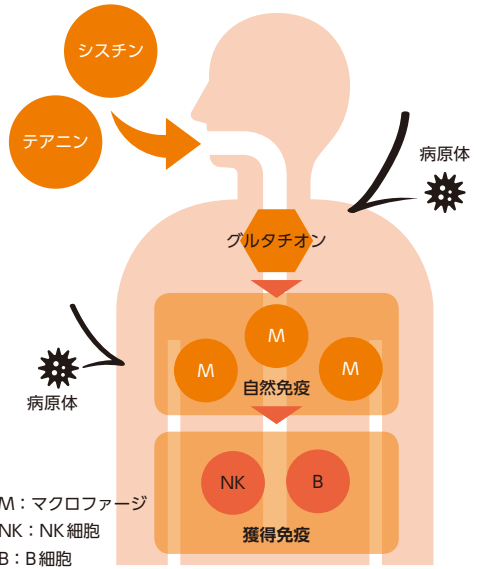 シスチン
テアニン
病原体
グルタチオン
M
M
M
自然免疫
病原体
NK
B
獲得免疫
M：マクロファージ
NK：NK細胞
B：B細胞